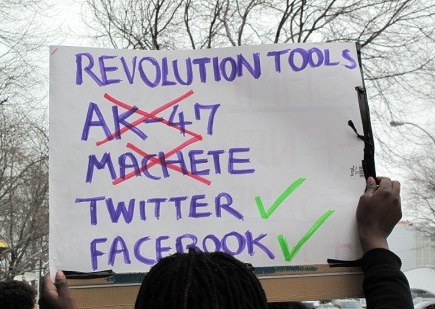 REVOLUTION TOOLS
AK-47
MACHETE
TWITTER
FACEBOOK